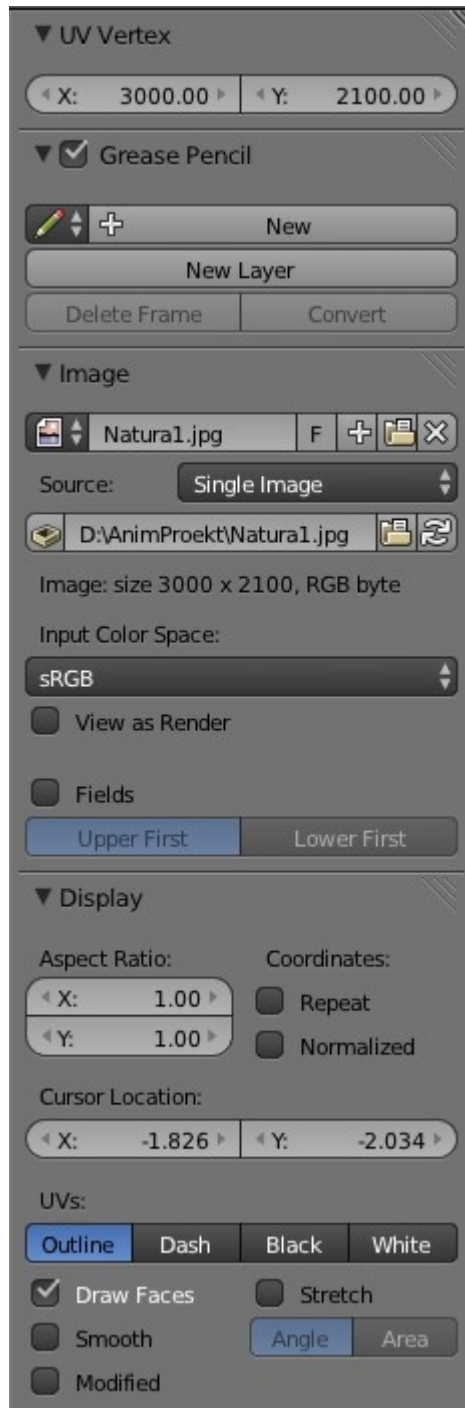 UV Vertex
X: 3000.00 Y: 2100.00
Grease Pencil
New
New Layer
Delete Frame Convert
Image
Natura1.jpg F
Source: Single Image
D:\AnimProekt\Natura1.jpg
Image: size 3000 x 2100, RGB byte
Input Color Space:
sRGB
View as Render
Fields
Upper First Lower First
Display
Aspect Ratio: Coordinates:
X: 1.00 Repeat
Y: 1.00 Normalized
Cursor Location:
X: -1.826 Y: -2.034
UVs:
Outline Dash Black White
Draw Faces Stretch
Smooth Angle Area
Modified